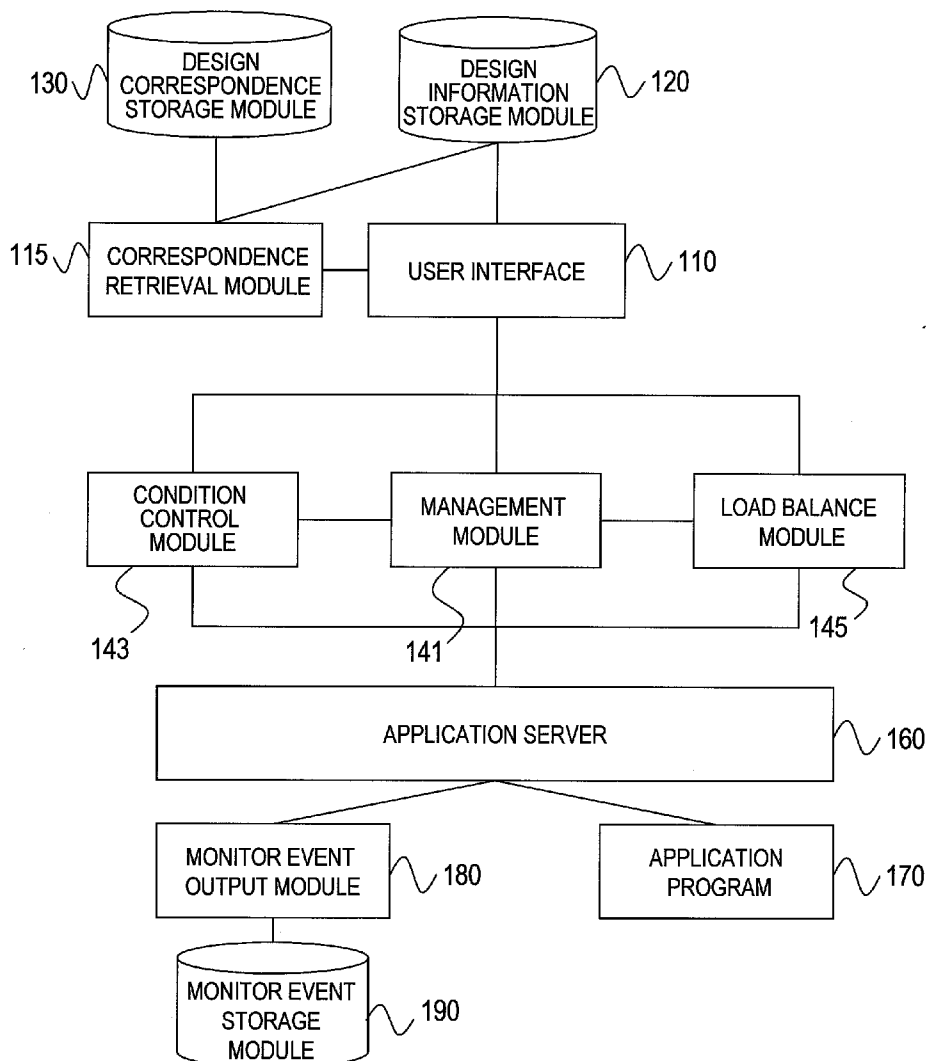 DESIGN
CORRESPONDENCE
STORAGE MODULE
130
DESIGN
INFORMATION
STORAGE MODULE
120
115
CORRESPONDENCE
RETRIEVAL MODULE
USER INTERFACE
110
CONDITION
CONTROL
MODULE
143
MANAGEMENT
MODULE
141
LOAD BALANCE
MODULE
145
APPLICATION SERVER
160
MONITOR EVENT
OUTPUT MODULE
180
APPLICATION
PROGRAM
170
MONITOR EVENT
STORAGE
MODULE
190